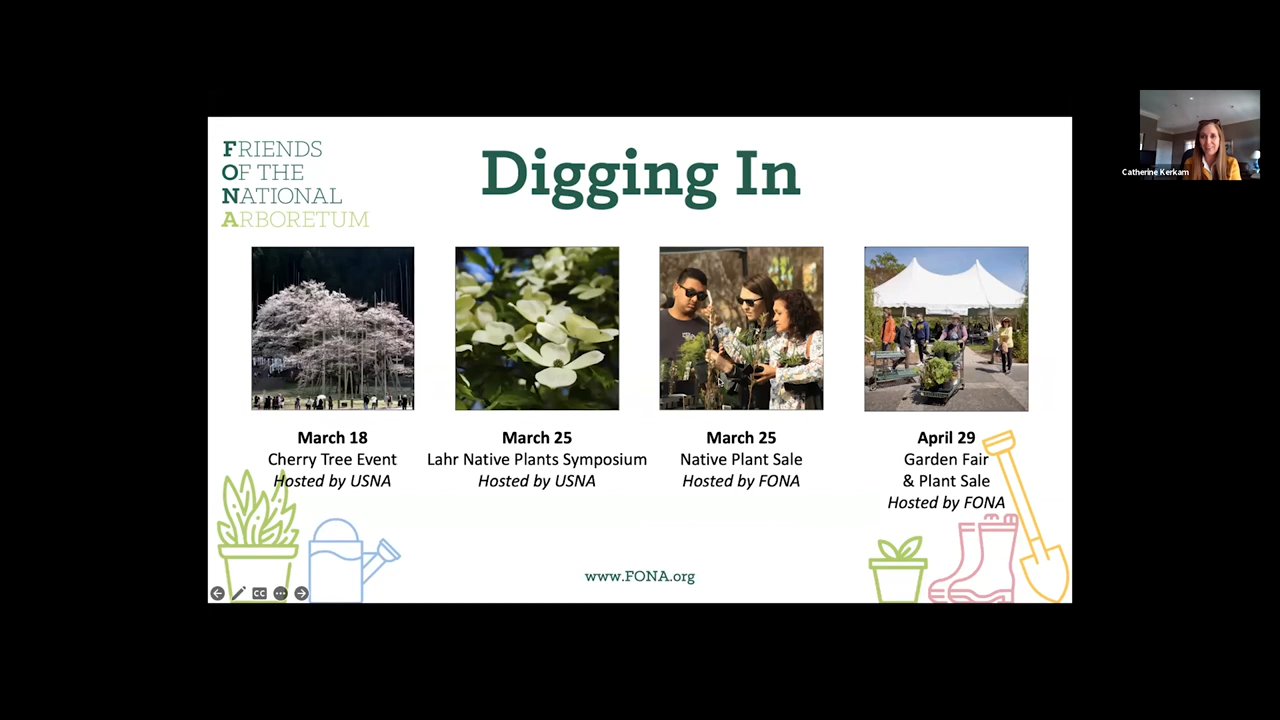 FRIENDS
OF THE
NATIONAL
ARBORETUM
Digging In
March 18
Cherry Tree Event
Hosted by USNA
March 25
Lahr Native Plants Symposium
Hosted by USNA
March 25
Native Plant Sale
Hosted by FONA
April 29
Garden Fair
& Plant Sale
Hosted by FONA
www.FONA.org
CC
Catherine Kerkam